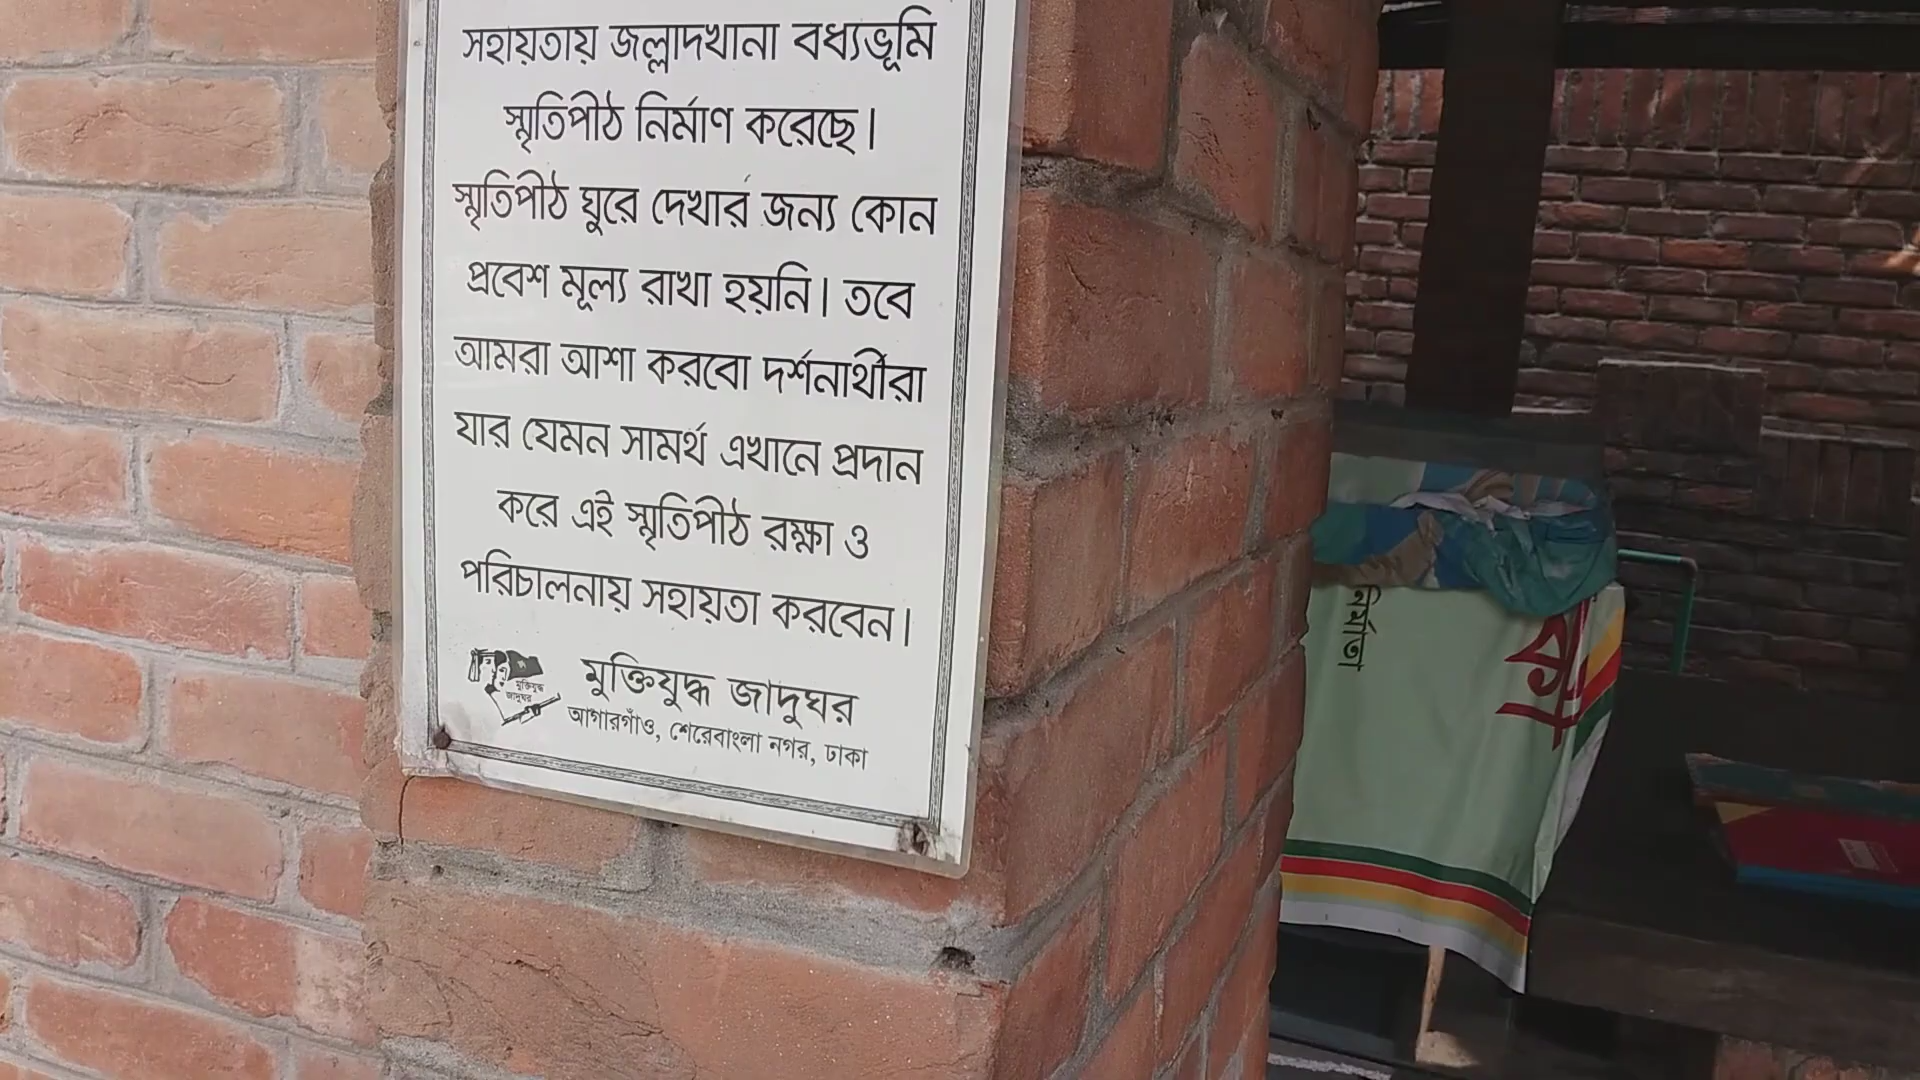 সহায়তায় জল্লাদখানা বধ্যভূমি
স্মৃতিপীঠ নির্মাণ করেছে।
স্মৃতিপীঠ ঘুরে দেখার জন্য কোন
প্রবেশ মূল্য রাখা হয়নি। তবে
আমরা আশা করবো দর্শনার্থীরা
যার যেমন সামর্থ এখানে প্রদান
করে এই স্মৃতিপীঠ রক্ষা ও
পরিচালনায় সহায়তা করবেন।
মুক্তিযুদ্ধ
জাদুঘর
মুক্তিযুদ্ধ জাদুঘর
আগারগাঁও, শেরেবাংলা নগর, ঢাকা